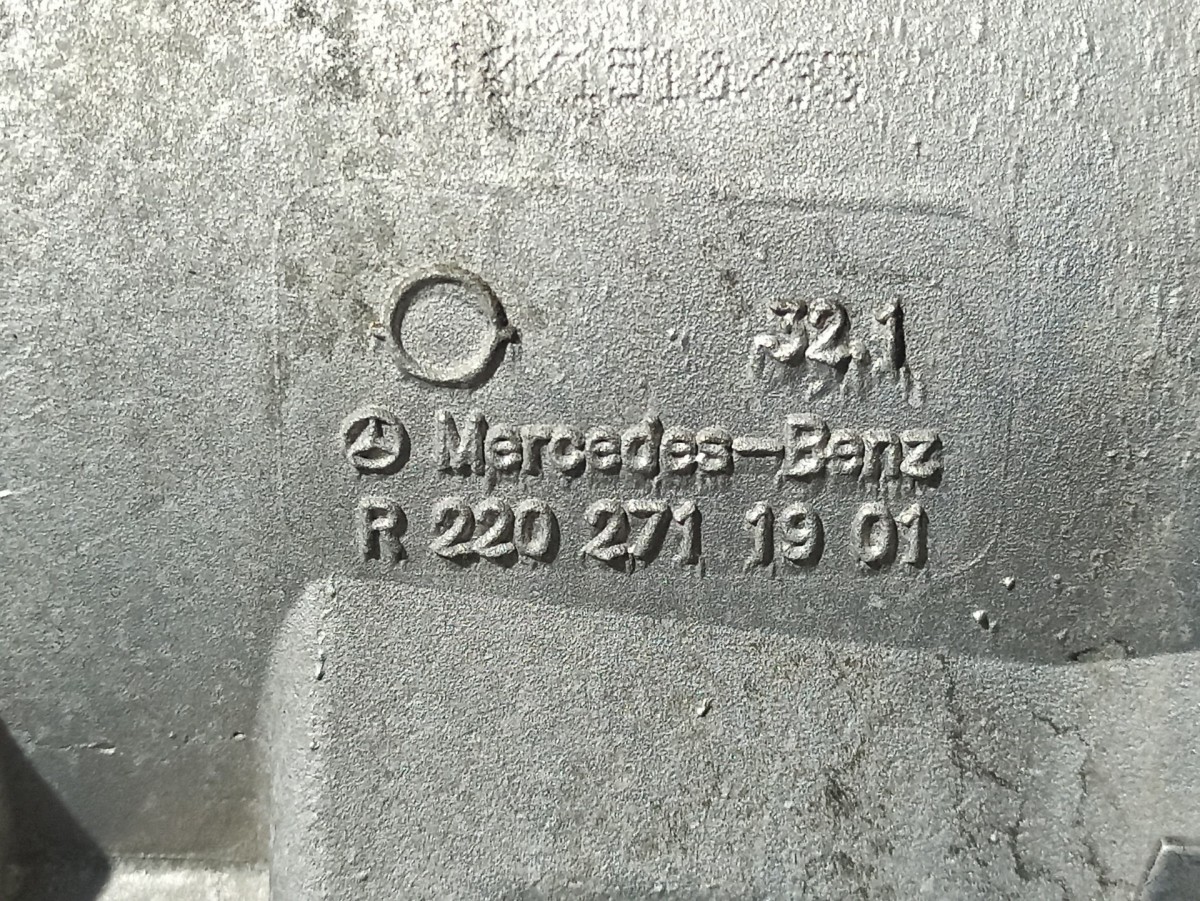 32.1
Mercedes-Benz
R 220 271 19 01